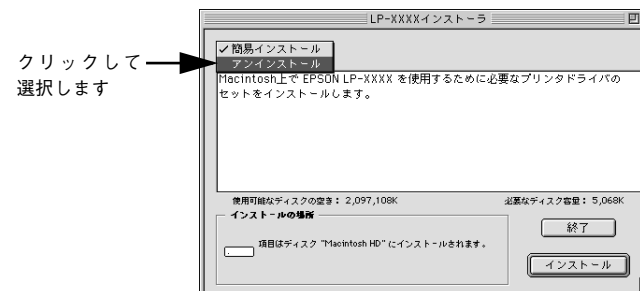 LP-XXXXインストーラ
✓簡易インストール
アンインストール
クリックして
選択します
Macintosh上で EPSON LP-XXXX を使用するために必要なプリンタドライバの
セットをインストールします。
使用可能なディスクの空き： 2,097,108K 必要なディスク容量： 5,068K
インストールの場所
項目はディスク "Macintosh HD" にインストールされます。
終了
インストール